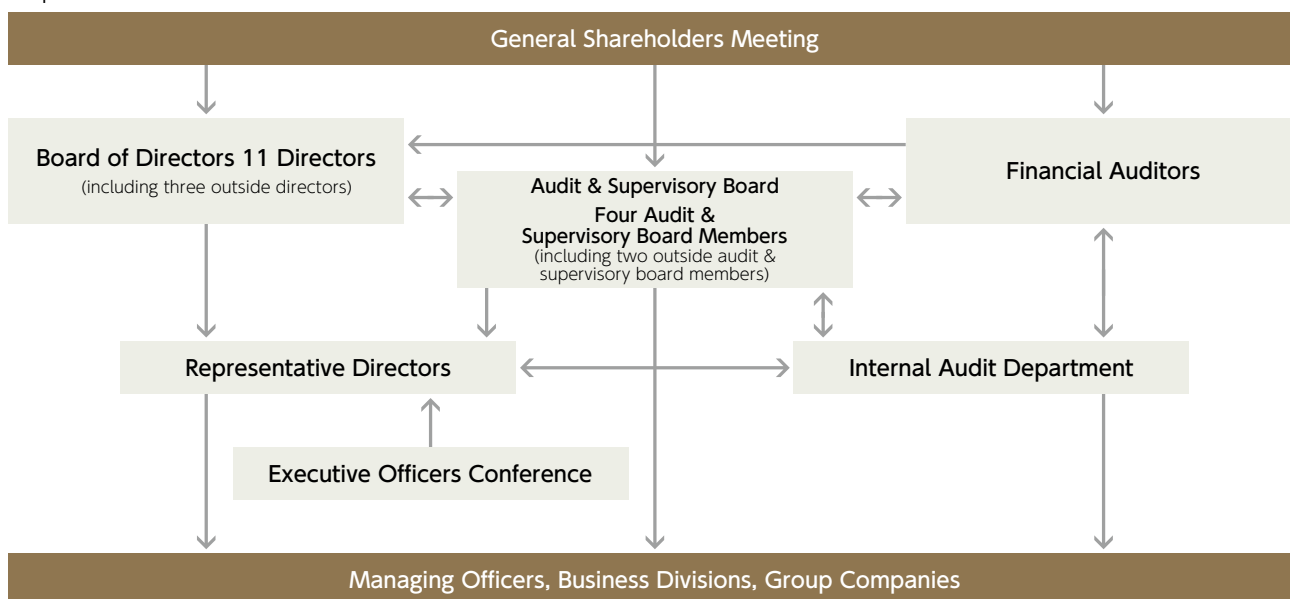 General Shareholders Meeting
Board of Directors 11 Directors
(including three outside directors)
Audit & Supervisory Board
Four Audit &
Supervisory Board Members
(including two outside audit &
supervisory board members)
Financial Auditors
Representative Directors
Internal Audit Department
Executive Officers Conference
Managing Officers, Business Divisions, Group Companies